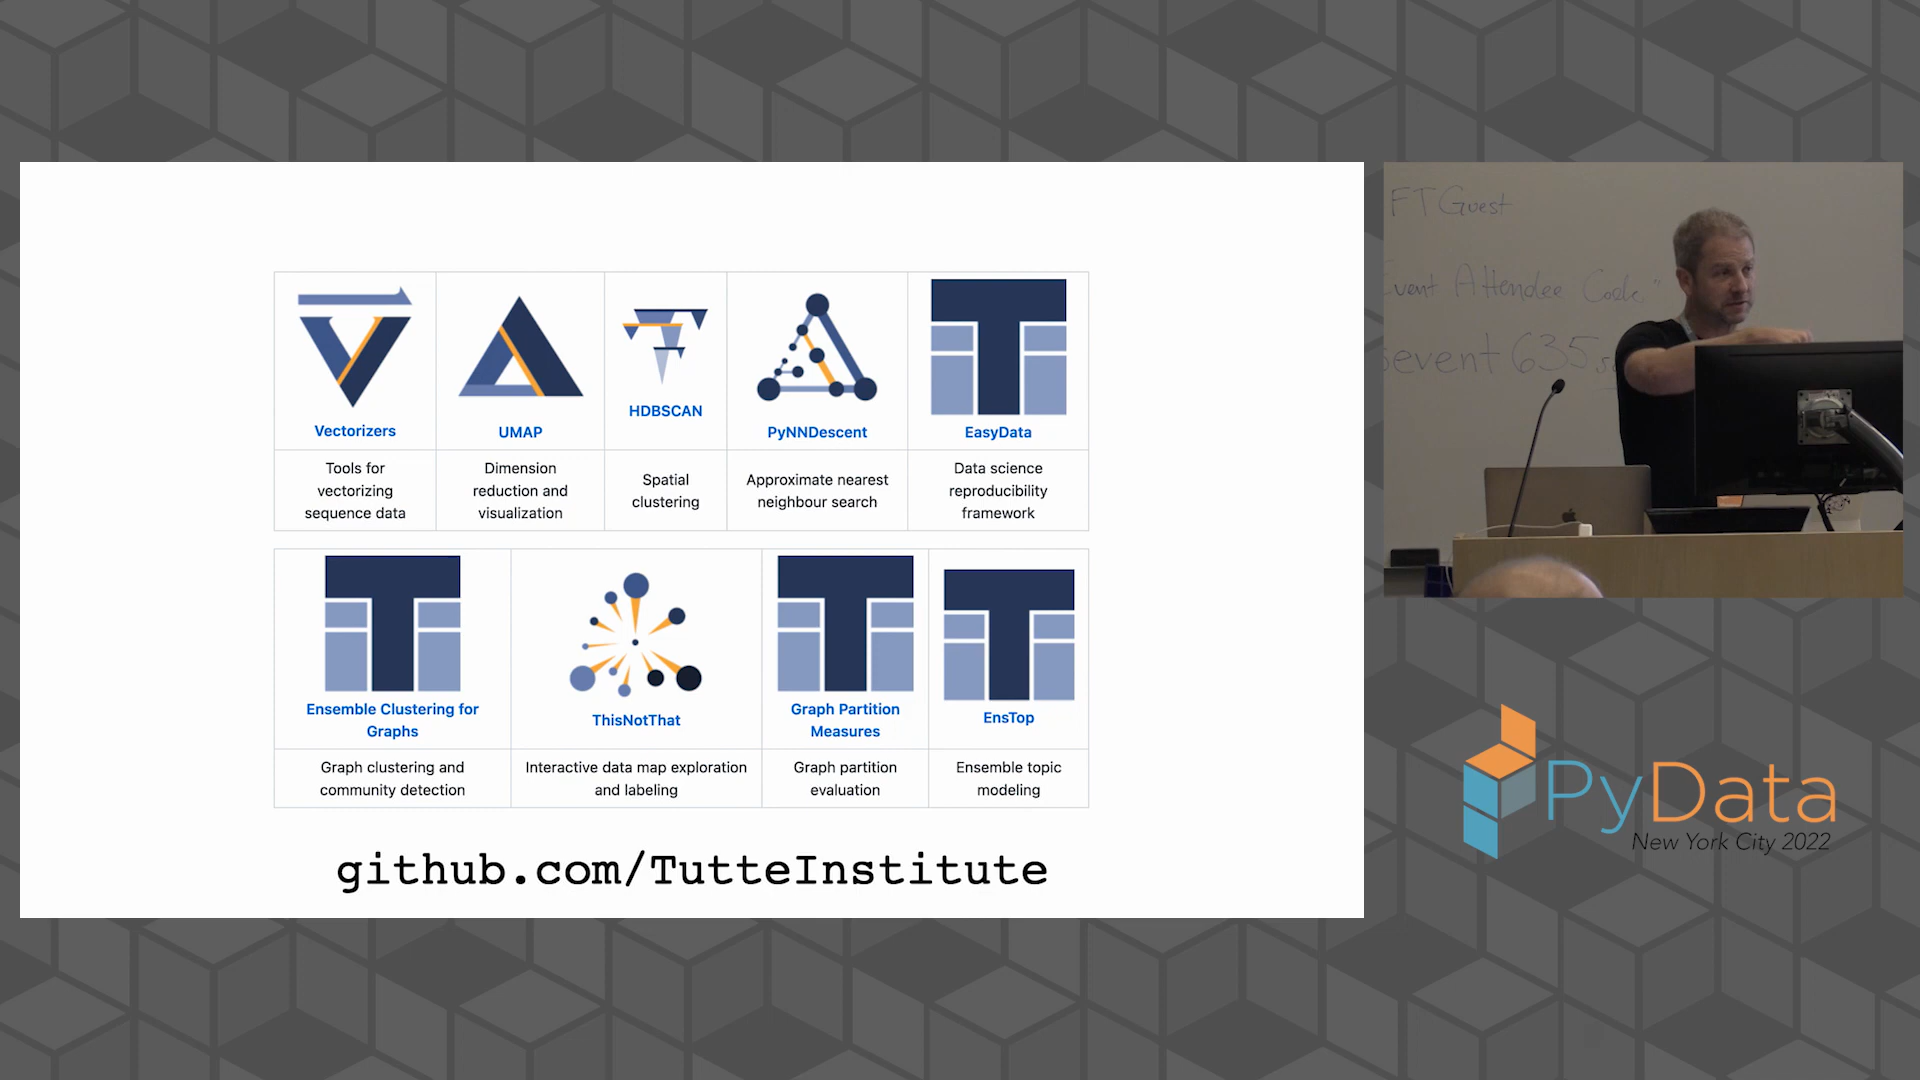 Vectorizers
UMAP
HDBSCAN
PyNNDescent
EasyData
Tools for
vectorizing
sequence data
Dimension
reduction and
visualization
Spatial
clustering
Approximate nearest
neighbour search
Data science
reproducibility
framework
Ensemble Clustering for
Graphs
ThisNotThat
Graph Partition
Measures
EnsTop
Graph clustering and
community detection
Interactive data map exploration
and labeling
Graph partition
evaluation
Ensemble topic
modeling
github.com/TutteInstitute
FT Guest
Event Attendee Code"
event 635
PyData
New York City 2022